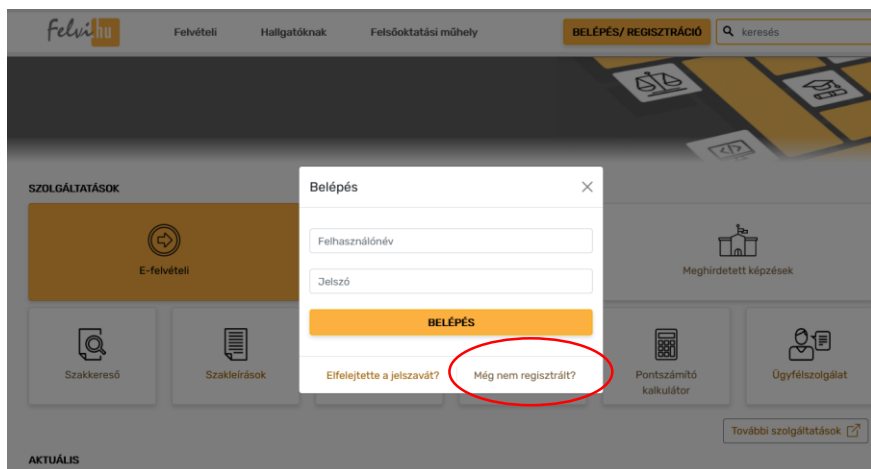 Felvi.hu
Felvételi
Hallgatóknak
Felsőoktatási műhely
BELÉPÉS/ REGISZTRÁCIÓ
keresés
SZOLGÁLTATÁSOK
E-felvételi
Belépés
Felhasználónév
Jelszó
BELÉPÉS
Elfelejtette a jelszavát?
Még nem regisztrált?
Meghirdetett képzések
Szakkereső
Szakleírások
Pontszámító
kalkulátor
Ügyfélszolgálat
További szolgáltatások
AKTUÁLIS